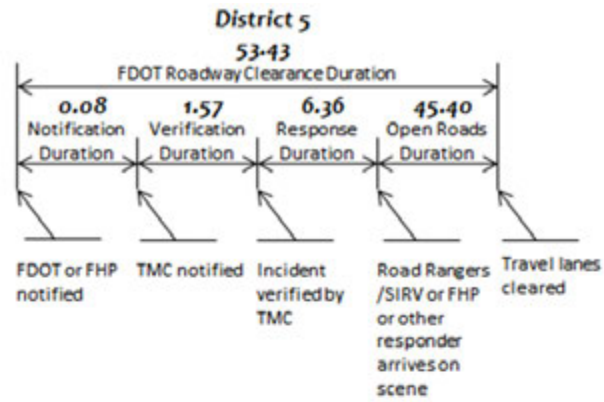 District 5
53.43
FDOT Roadway Clearance Duration
0.08 1.57 6.36 45.40
Notification Verification Response Open Roads
Duration Duration Duration Duration
FDOT or FHP
notified
TMC notified
Incident
verified by
TMC
Road Rangers
/SIRV or FHP
or other
responder
arrives on
scene
Travel lanes
cleared